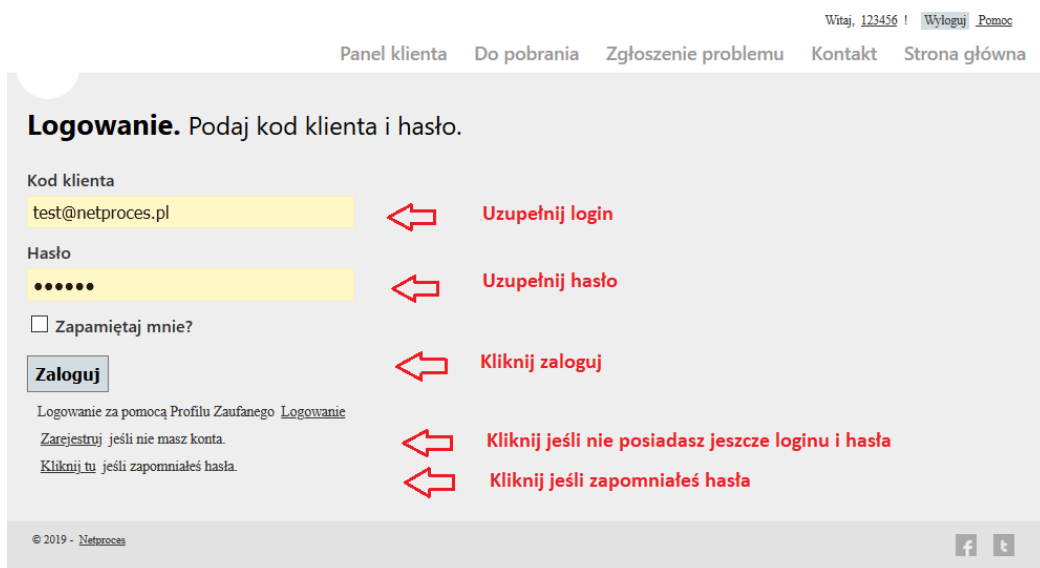 Witaj, 123456 ! Wyloguj Pomoc
Panel klienta Do pobrania Zgłoszenie problemu Kontakt Strona główna
Logowanie. Podaj kod klienta i hasło.
Kod klienta
test@netproces.pl Uzupełnij login
Hasło
●●●●●● Uzupełnij hasło
Zapamiętaj mnie?
Zaloguj Kliknij zaloguj
Logowanie za pomocą Profilu Zaufanego Logowanie
Zarejestruj jeśli nie masz konta. Kliknij jeśli nie posiadasz jeszcze loginu i hasła
Kliknij tu jeśli zapomniałeś hasła. Kliknij jeśli zapomniałeś hasła
© 2019 - Netproces f t